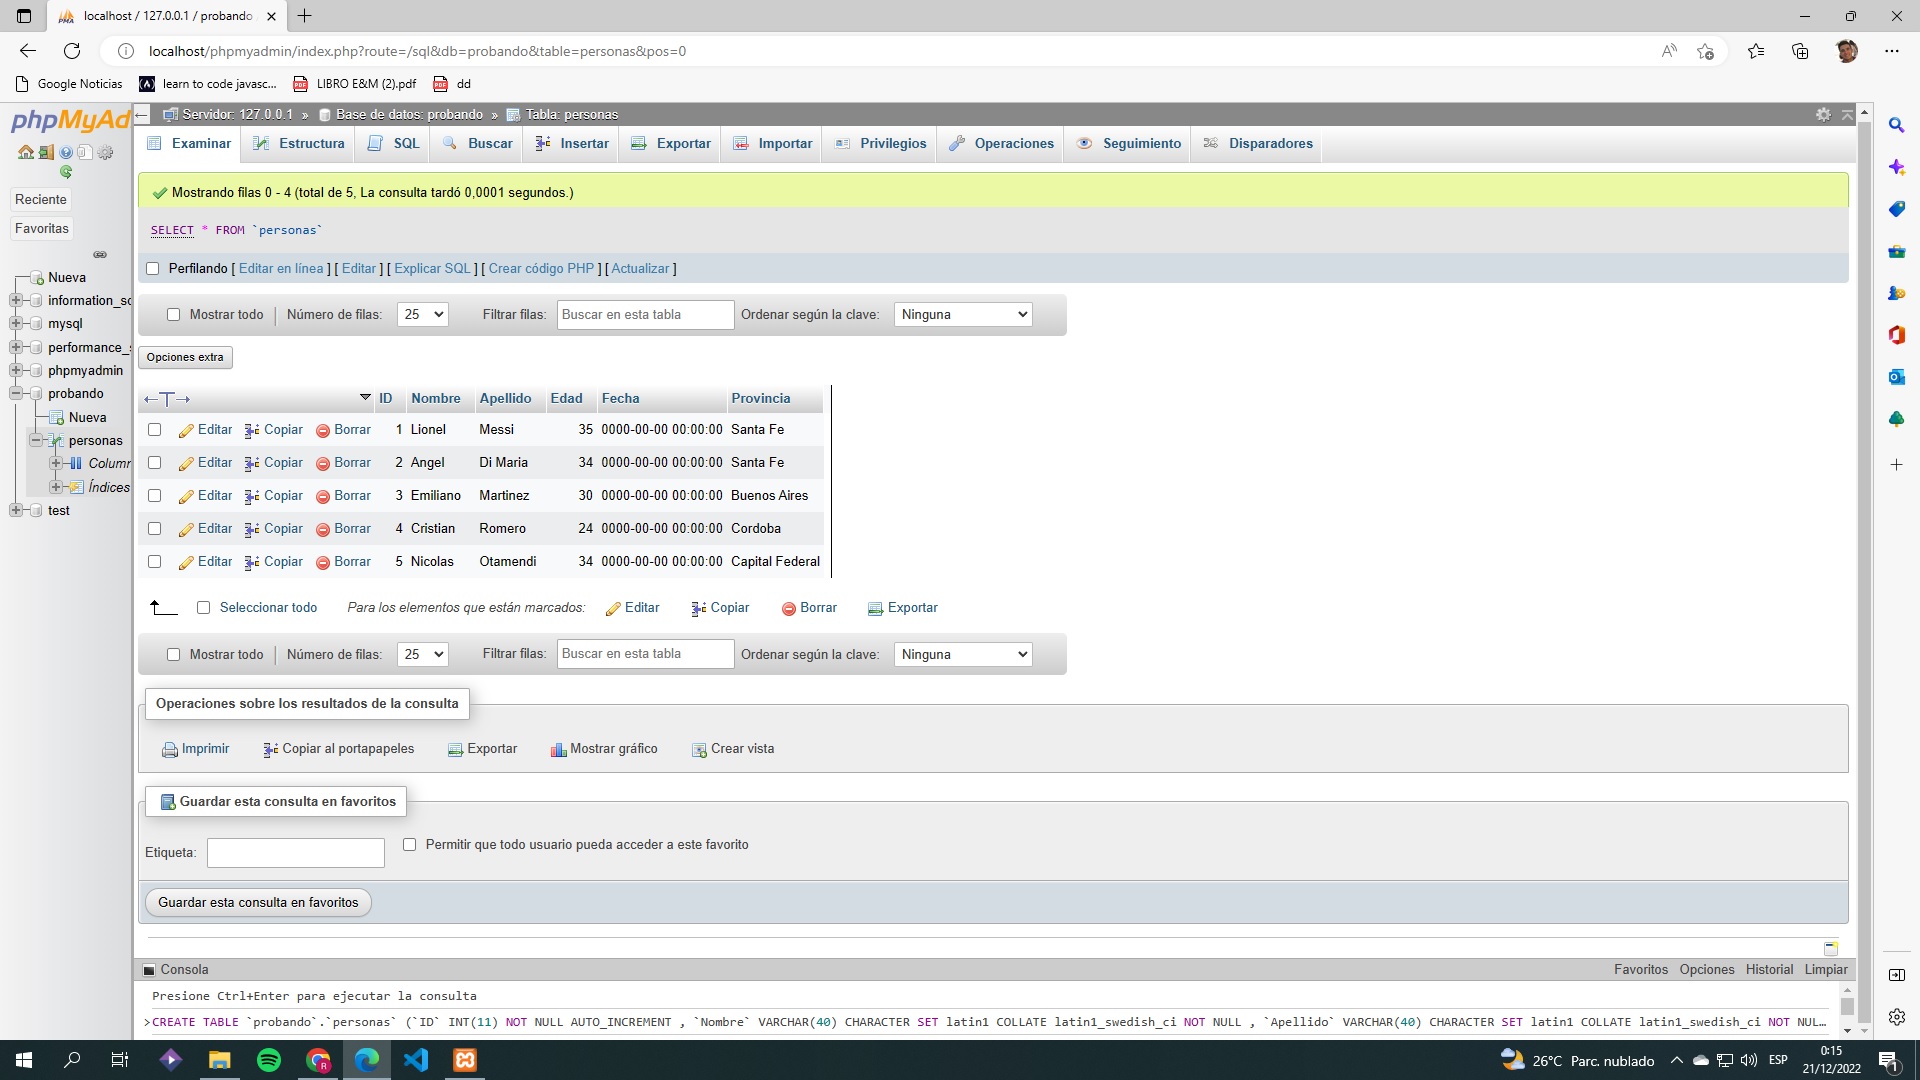 localhost / 127.0.0.1 / probando
localhost/phpmyadmin/index.php?route=/sql&db=probando&table=personas&pos=0
Google Noticias
learn to code javasc...
LIBRO E&M (2).pdf
dd
phpMyAd
Reciente
Favoritas
Nueva
information_sc
mysql
performance_s
phpmyadmin
probando
Nueva
personas
Column
Índices
test
Servidor: 127.0.0.1 » Base de datos: probando » Tabla: personas
Examinar Estructura SQL Buscar Insertar Exportar Importar Privilegios Operaciones Seguimiento Disparadores
Mostrando filas 0 - 4 (total de 5, La consulta tardó 0,0001 segundos.)
SELECT * FROM `personas`
Perfilando [ Editar en línea ] [ Editar ] [ Explicar SQL ] [ Crear código PHP ] [ Actualizar ]
Mostrar todo | Número de filas: 25 Filtrar filas: Buscar en esta tabla Ordenar según la clave: Ninguna
Opciones extra
←T→ ID Nombre Apellido Edad Fecha Provincia
Editar Copiar Borrar 1 Lionel Messi 35 0000-00-00 00:00:00 Santa Fe
Editar Copiar Borrar 2 Angel Di Maria 34 0000-00-00 00:00:00 Santa Fe
Editar Copiar Borrar 3 Emiliano Martinez 30 0000-00-00 00:00:00 Buenos Aires
Editar Copiar Borrar 4 Cristian Romero 24 0000-00-00 00:00:00 Cordoba
Editar Copiar Borrar 5 Nicolas Otamendi 34 0000-00-00 00:00:00 Capital Federal
Seleccionar todo Para los elementos que están marcados: Editar Copiar Borrar Exportar
Mostrar todo | Número de filas: 25 Filtrar filas: Buscar en esta tabla Ordenar según la clave: Ninguna
Operaciones sobre los resultados de la consulta
Imprimir Copiar al portapapeles Exportar Mostrar gráfico Crear vista
Guardar esta consulta en favoritos
Etiqueta: Permitir que todo usuario pueda acceder a este favorito
Guardar esta consulta en favoritos
Consola Favoritos Opciones Historial Limpiar
Presione Ctrl+Enter para ejecutar la consulta
>CREATE TABLE `probando`.`personas` (`ID` INT(11) NOT NULL AUTO_INCREMENT , `Nombre` VARCHAR(40) CHARACTER SET latin1 COLLATE latin1_swedish_ci NOT NULL , `Apellido` VARCHAR(40) CHARACTER SET latin1 COLLATE latin1_swedish_ci NOT NUL…
26°C Parc. nublado ESP 0:15
21/12/2022
1